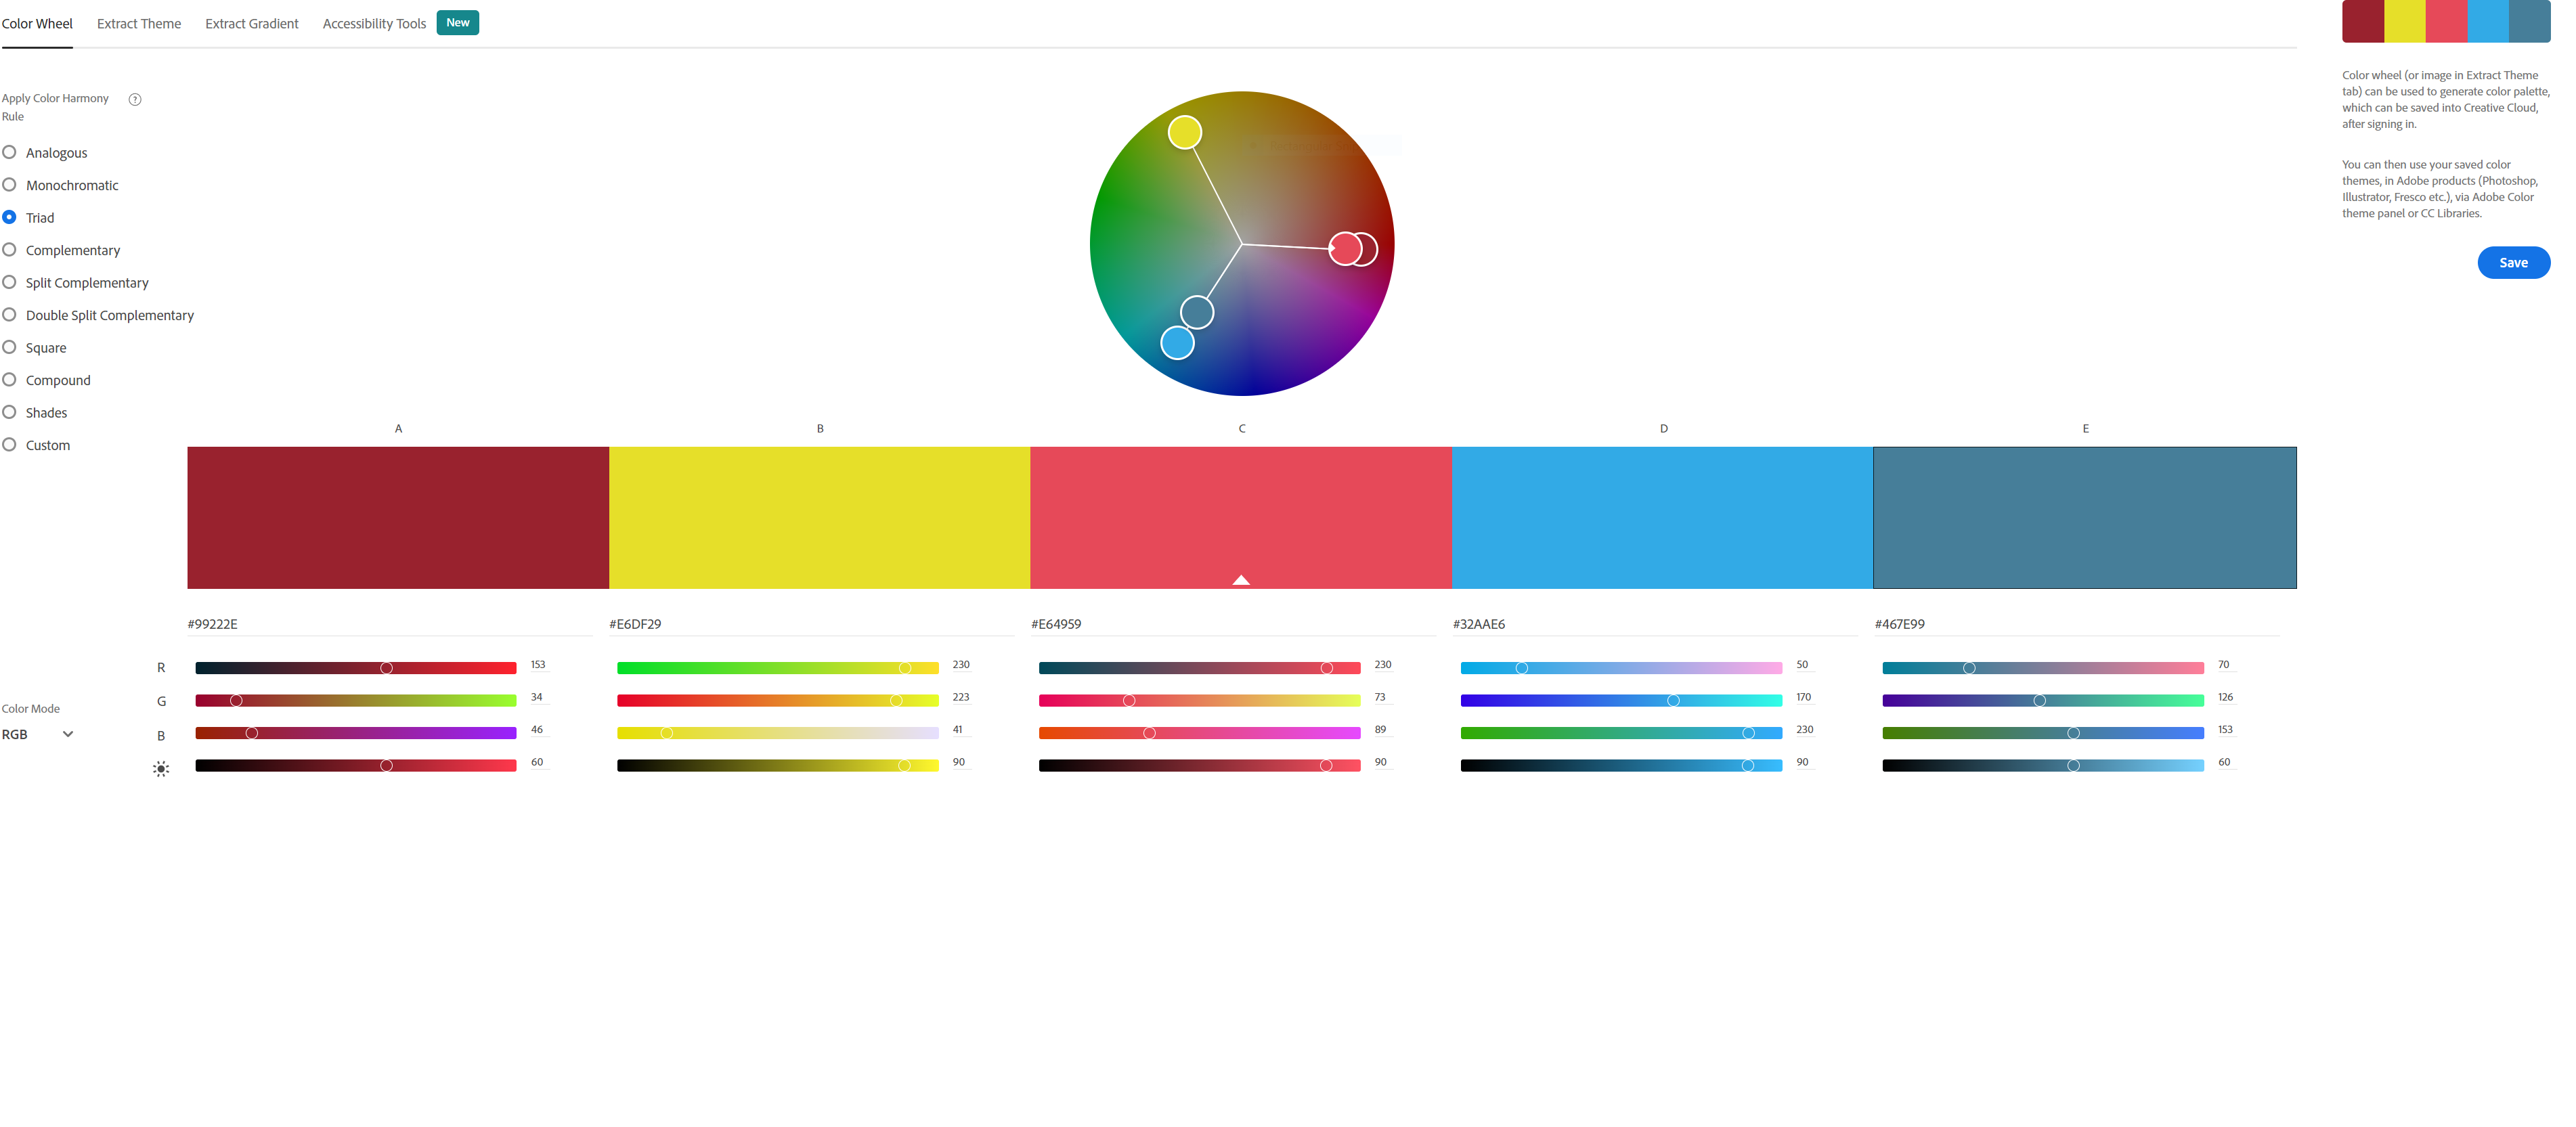 Color Wheel Extract Theme Extract Gradient Accessibility Tools New
Apply Color Harmony
Rule
Analogous
Monochromatic
Triad
Complementary
Split Complementary
Double Split Complementary
Square
Compound
Shades
Custom
Color wheel (or image in Extract Theme
tab) can be used to generate color palette,
which can be saved into Creative Cloud,
after signing in.
You can then use your saved color
themes, in Adobe products (Photoshop,
Illustrator, Fresco etc.), via Adobe Color
theme panel or CC Libraries.
Save
A B C D E
#99222E #E6DF29 #E64959 #32AAE6 #467E99
R 153 230 230 50 70
G 34 223 73 170 126
Color Mode
RGB
B 46 41 89 230 153
60 90 90 90 60